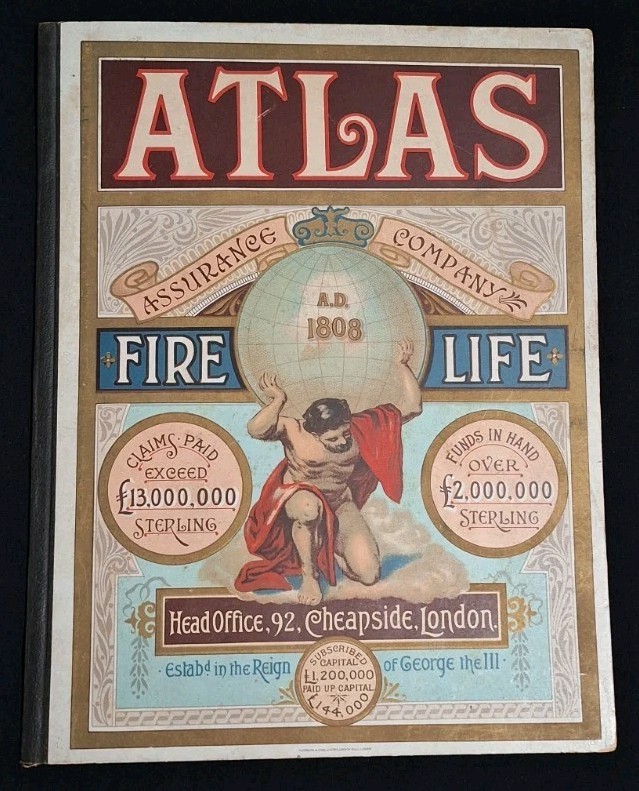 ATLAS
ASSURANCE COMPANY
A.D.
1808
FIRE LIFE
CLAIMS PAID
EXCEED
£13,000,000
STERLING
FUNDS IN HAND
OVER
£2,000,000
STERLING
Head Office, 92, Cheapside, London.
Estabd in the Reign of George the III
SUBSCRIBED
CAPITAL
£1,200,000
PAID UP CAPITAL
£144,000